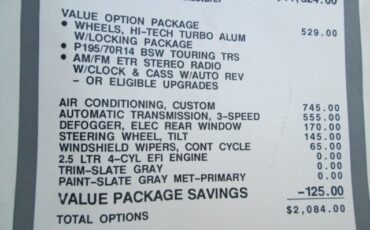 VALUE OPTION PACKAGE
• WHEELS, HI-TECH TURBO ALUM 529.00
W/LOCKING PACKAGE
• P195/70R14 BSW TOURING TRS
• AM/FM ETR STEREO RADIO
W/CLOCK & CASS W/AUTO REV
– OR ELIGIBLE UPGRADES
AIR CONDITIONING, CUSTOM 745.00
AUTOMATIC TRANSMISSION, 3-SPEED 555.00
DEFOGGER, ELEC REAR WINDOW 170.00
STEERING WHEEL TILT 145.00
WINDSHIELD WIPERS, CONT CYCLE 65.00
2.5 LTR 4-CYL EFI ENGINE 0.00
TRIM-SLATE GRAY 0.00
PAINT-SLATE GRAY MET-PRIMARY 0.00
VALUE PACKAGE SAVINGS –125.00
TOTAL OPTIONS $2,084.00